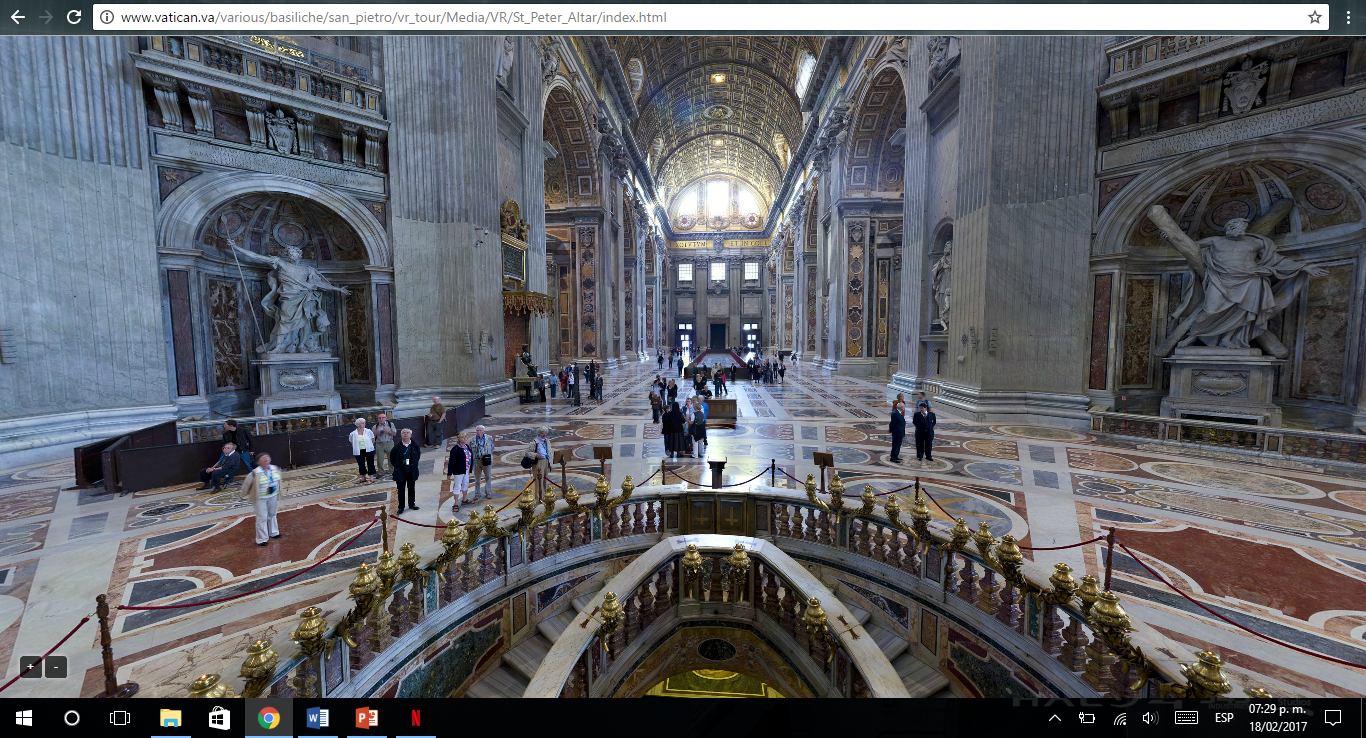 www.vatican.va/various/basiliche/san_pietro/vr_tour/Media/VR/St_Peter_Altar/index.html
+ -
ESP
07:29 p. m.
18/02/2017